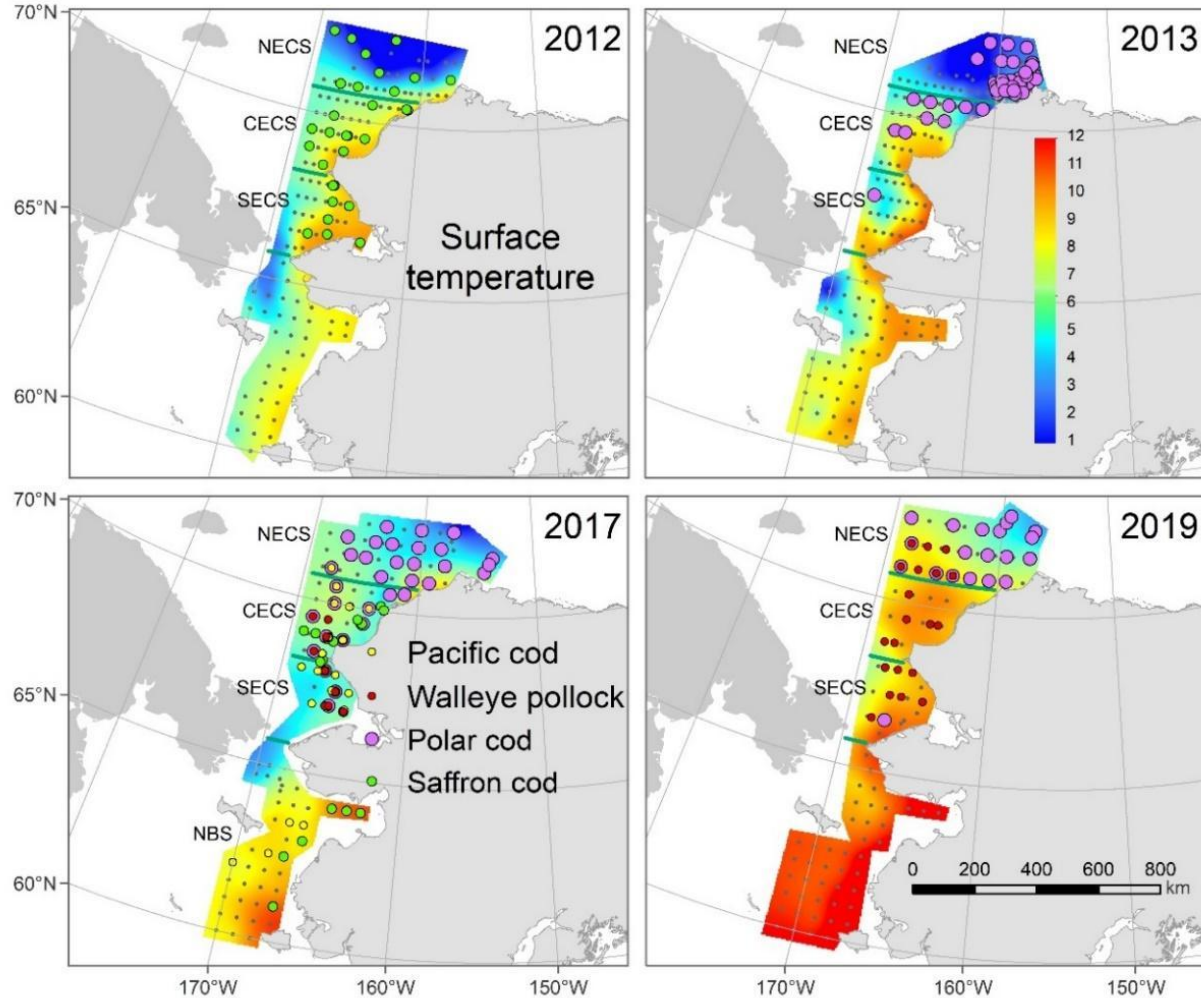 70°N
NECS
2012
CECS
SECS
65°N
Surface
temperature
60°N
NECS
2013
CECS
SECS
12
11
10
9
8
7
6
5
4
3
2
1
70°N
NECS
2017
CECS
SECS
65°N
Pacific cod
Walleye pollock
Polar cod
Saffron cod
NBS
60°N
170°W
160°W
150°W
NECS
2019
CECS
SECS
0 200 400 600 800
km
170°W
160°W
150°W